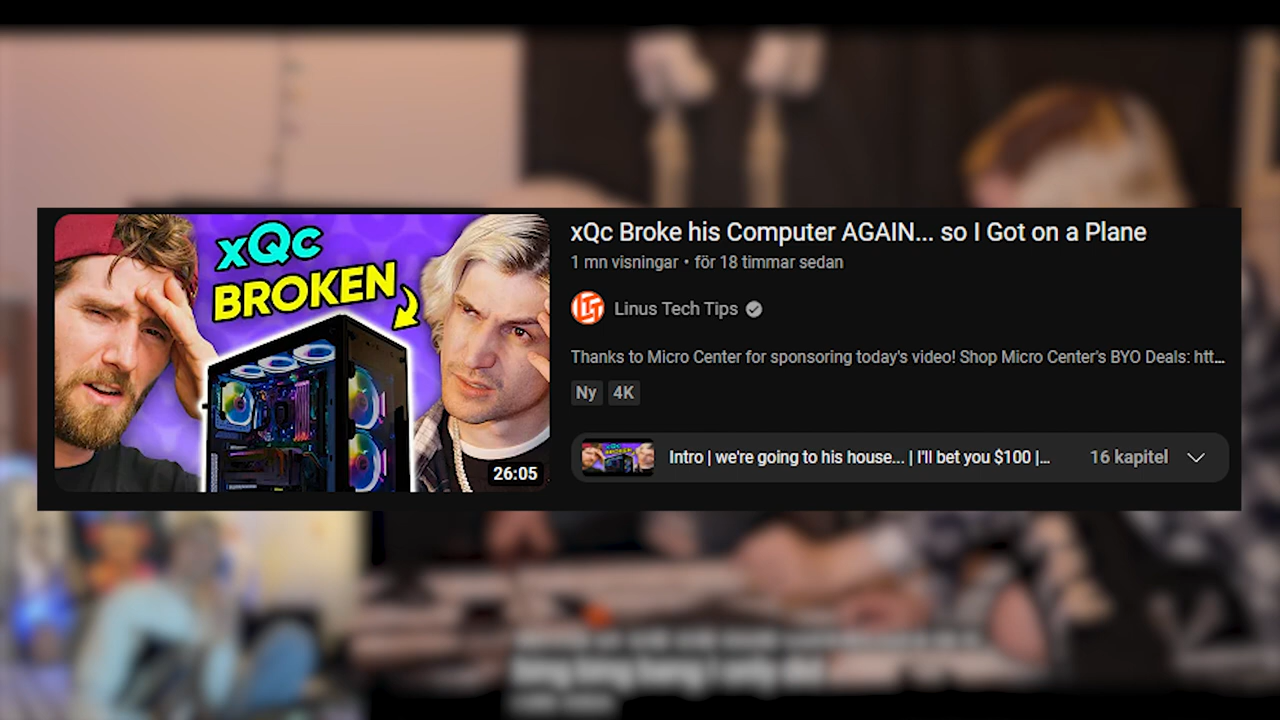 xQc
BROKEN
26:05
xQc Broke his Computer AGAIN... so I Got on a Plane
1 mn visningar • för 18 timmar sedan
Linus Tech Tips
Thanks to Micro Center for sponsoring today's video! Shop Micro Center's BYO Deals: htt...
Ny 4K
Intro | we're going to his house... | I'll bet you $100 |... 16 kapitel